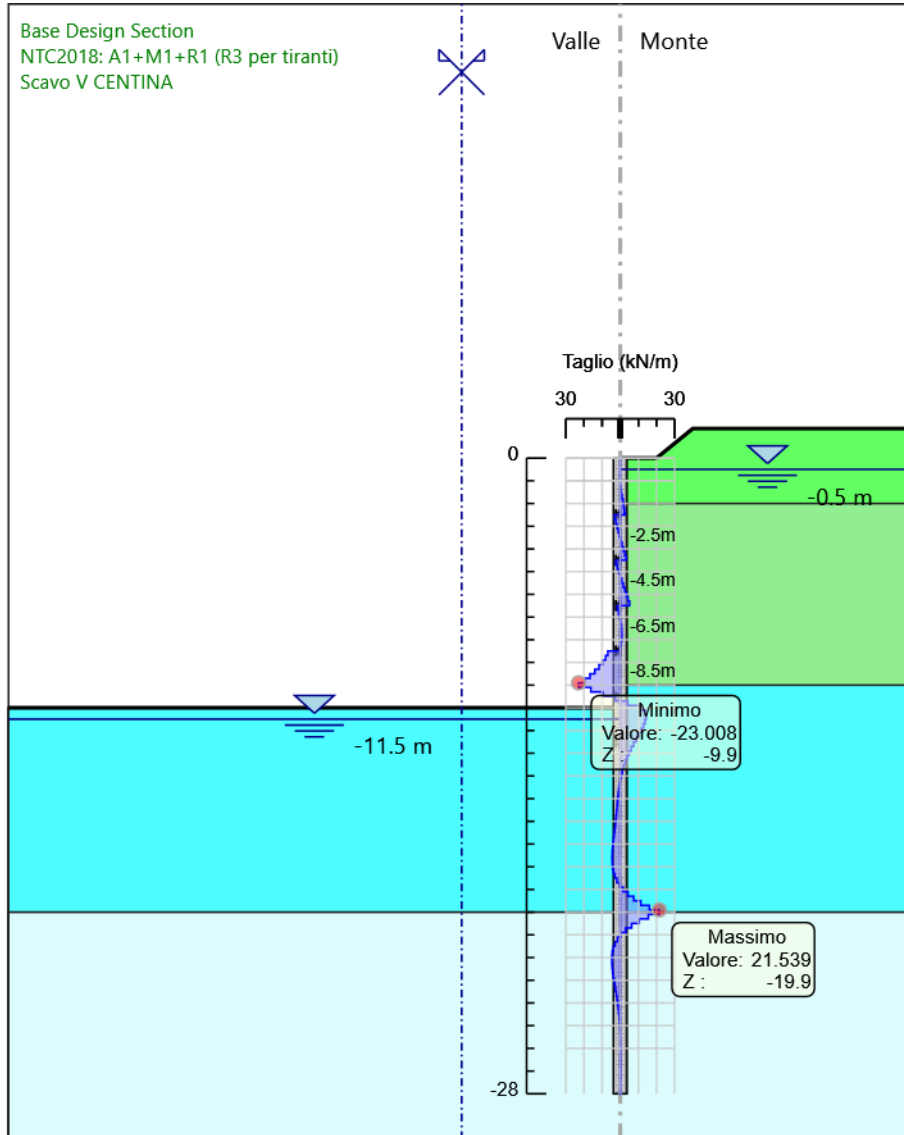 Base Design Section
NTC2018: A1+M1+R1 (R3 per tiranti)
Scavo V CENTINA
Valle
Monte
Taglio (kN/m)
30
30
0
-0.5 m
-2.5m
-4.5m
-6.5m
-8.5m
Minimo
Valore: -23.008
Z : -9.9
-11.5 m
Massimo
Valore: 21.539
Z : -19.9
-28